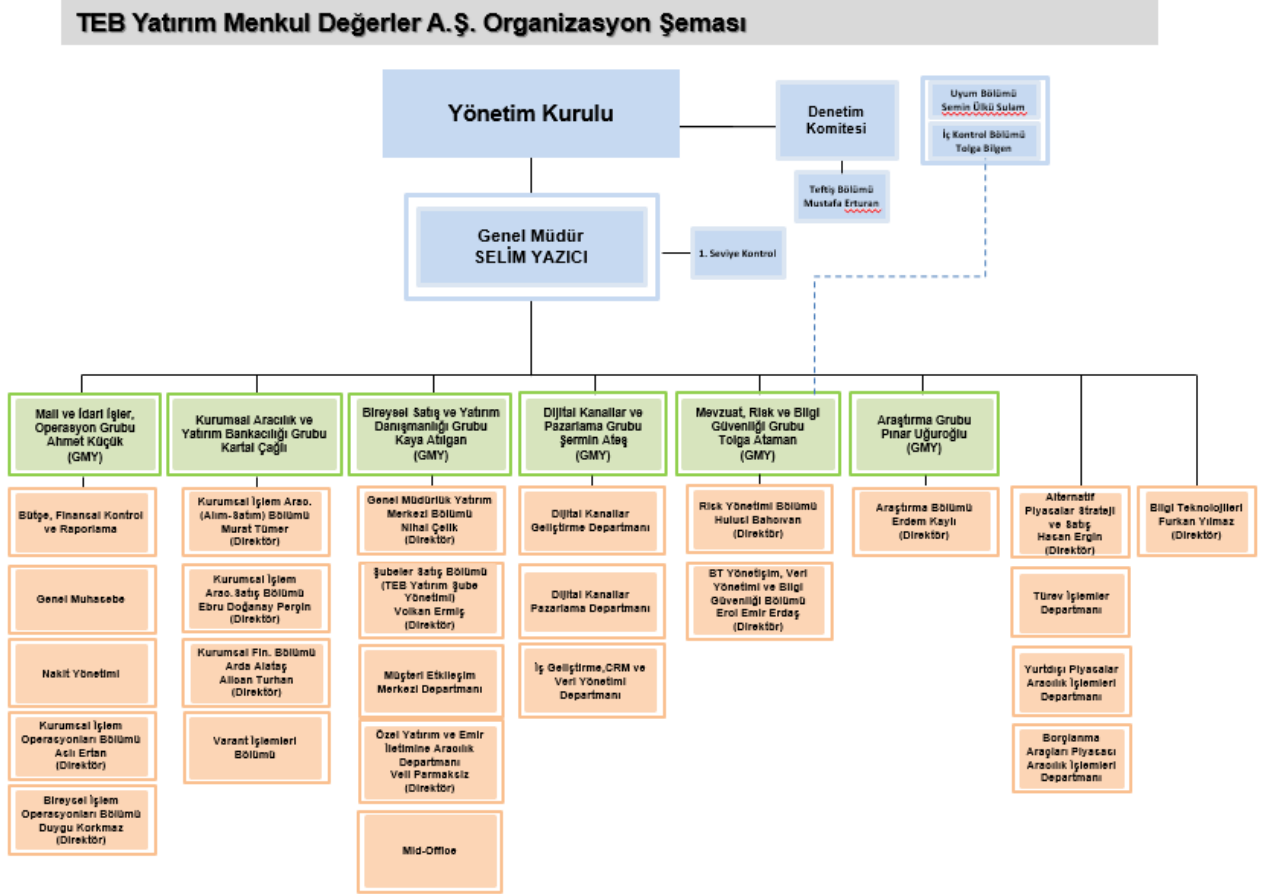 TEB Yatırım Menkul Değerler A.Ş. Organizasyon Şeması
Yönetim Kurulu
Denetim
Komitesi
Uyum Bölümü
Semin Ülkü Sulam
İç Kontrol Bölümü
Tolga Bilgen
Teftiş Bölümü
Mustafa Erturan
Genel Müdür
SELİM YAZICI
1. Seviye Kontrol
Mali ve İdari İşler,
Operasyon Grubu
Ahmet Küçük
(GMY)
Kurumsal Aracılık ve
Yatırım Bankacılığı Grubu
Kartal Çağlı
Bireysel Satış ve Yatırım
Danışmanlığı Grubu
Kaya Atılgan
(GMY)
Dijital Kanallar ve
Pazarlama Grubu
Şermin Ateş
(GMY)
Mevzuat, Risk ve Bilgi
Güvenliği Grubu
Tolga Ataman
(GMY)
Araştırma Grubu
Pınar Uğuroğlu
(GMY)
Bütçe, Finansal Kontrol
ve Raporlama
Genel Muhasebe
Nakit Yönetimi
Kurumsal İşlem
Operasyonları Bölümü
Aslı Ertan
(Direktör)
Bireysel İşlem
Operasyonları Bölümü
Duygu Korkmaz
(Direktör)
Kurumsal İşlem Arac.
(Alım-Satım) Bölümü
Murat Tümer
(Direktör)
Kurumsal İşlem
Arac. Satış Bölümü
Ebru Doğanay Perçin
(Direktör)
Kurumsal Fin. Bölümü
Arda Alataş
Alican Turhan
(Direktör)
Varant İşlemleri
Bölümü
Genel Müdürlük Yatırım
Merkezi Bölümü
Nihal Çelik
(Direktör)
Şubeler Satış Bölümü
(TEB Yatırım Şube
Yönetimi)
Volkan Ermiş
(Direktör)
Müşteri Etkileşim
Merkezi Departmanı
Özel Yatırım ve Emir
İletimine Aracılık
Departmanı
Veli Parmaksız
(Direktör)
Mid-Office
Dijital Kanallar
Geliştirme Departmanı
Dijital Kanallar
Pazarlama Departmanı
İş Geliştirme,CRM ve
Veri Yönetimi
Departmanı
Risk Yönetimi Bölümü
Hulusi Bahcıvan
(Direktör)
BT Yönetişim, Veri
Yönetimi ve Bilgi
Güvenliği Bölümü
Erol Emir Erdaş
(Direktör)
Araştırma Bölümü
Erdem Kaylı
(Direktör)
Alternatif
Piyasalar Strateji
ve Satış
Hasan Ergin
(Direktör)
Türev İşlemler
Departmanı
Yurtdışı Piyasalar
Aracılık İşlemleri
Departmanı
Borçlanma
Araçları Piyasası
Aracılık İşlemleri
Departmanı
Bilgi Teknolojileri
Furkan Yılmaz
(Direktör)